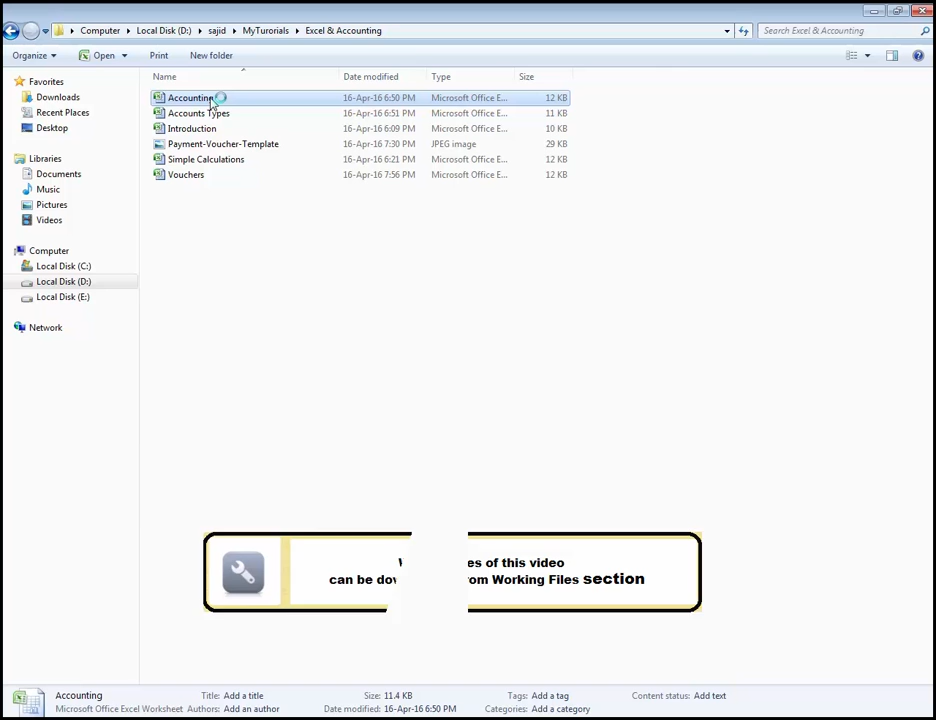 Computer Local Disk (D:) sajid MyTurorials Excel & Accounting
Search Excel & Accounting
Organize Open Print New folder
Name Date modified Type Size
Favorites
Downloads
Recent Places
Desktop
Libraries
Documents
Music
Pictures
Videos
Computer
Local Disk (C:)
Local Disk (D:)
Local Disk (E:)
Network
Accounting 16-Apr-16 6:50 PM Microsoft Office E... 12 KB
Accounts Types 16-Apr-16 6:51 PM Microsoft Office E... 11 KB
Introduction 16-Apr-16 6:09 PM Microsoft Office E... 10 KB
Payment-Voucher-Template 16-Apr-16 7:30 PM JPEG image 29 KB
Simple Calculations 16-Apr-16 6:21 PM Microsoft Office E... 12 KB
Vouchers 16-Apr-16 7:56 PM Microsoft Office E... 12 KB
es of this video
can be dov rom Working Files section
Accounting Title: Add a title Size: 11.4 KB Tags: Add a tag Content status: Add text
Microsoft Office Excel Worksheet Authors: Add an author Date modified: 16-Apr-16 6:50 PM Categories: Add a category